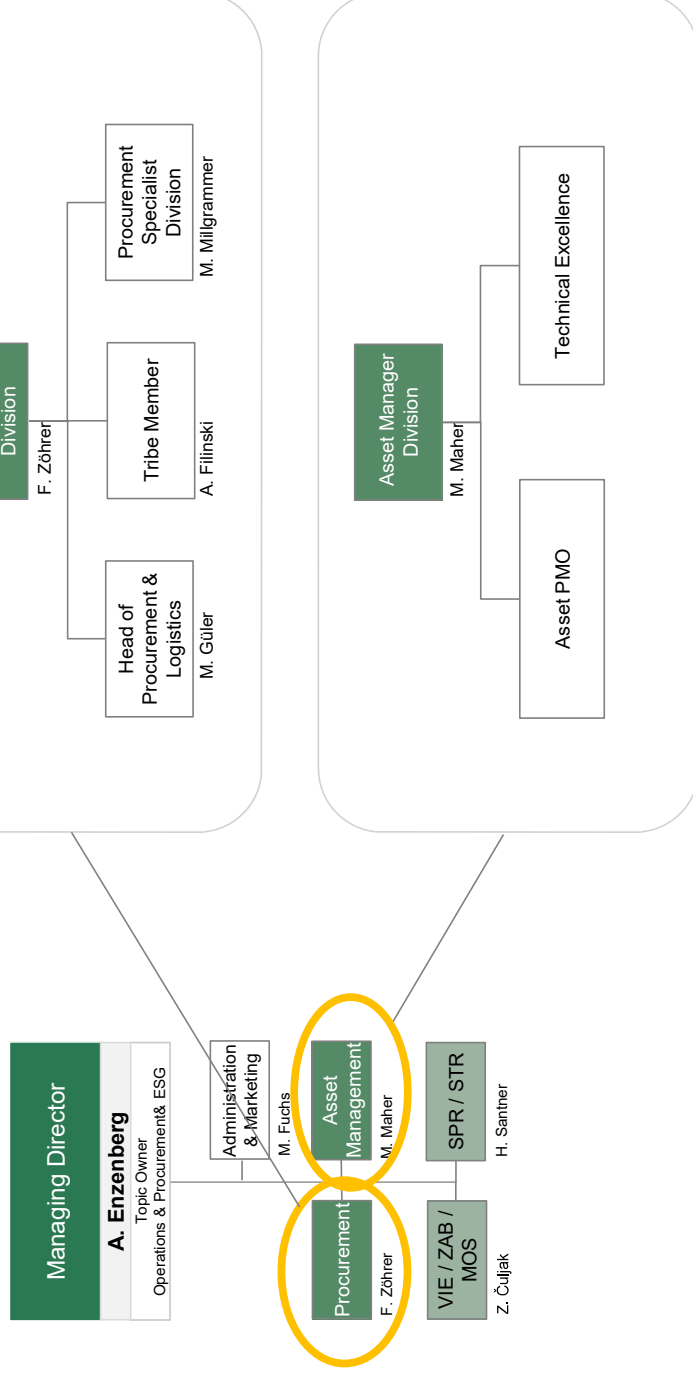 Managing Director
A. Enzenberg
Topic Owner
Operations & Procurement& ESG
Administration
& Marketing
M. Fuchs
Procurement
F. Zöhrer
Asset
Management
M. Maher
VIE / ZAB /
MOS
Z. Čuljak
SPR / STR
H. Santner
Division
F. Zöhrer
Head of
Procurement &
Logistics
M. Güler
Tribe Member
A. Filinski
Procurement
Specialist
Division
M. Millgrammer
Asset Manager
Division
M. Maher
Asset PMO
Technical Excellence